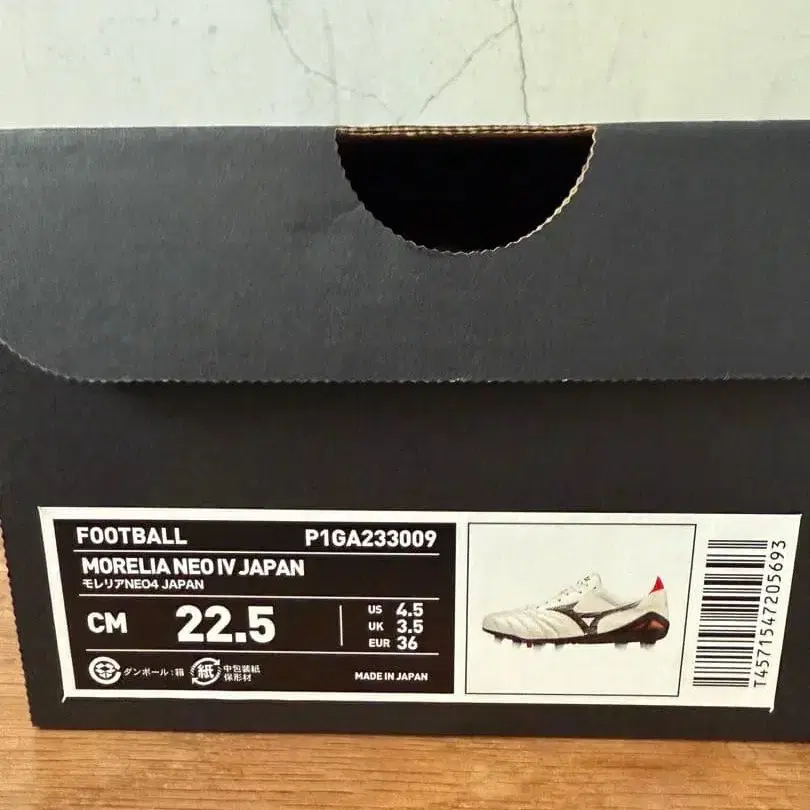 FOOTBALL P1GA233009
MORELIA NEO IV JAPAN
モレリアNEO4 JAPAN
CM 22.5
US 4.5
UK 3.5
EUR 36
ダンボール:箱
紙
中包装紙
保形材
MADE IN JAPAN
T4571547205693